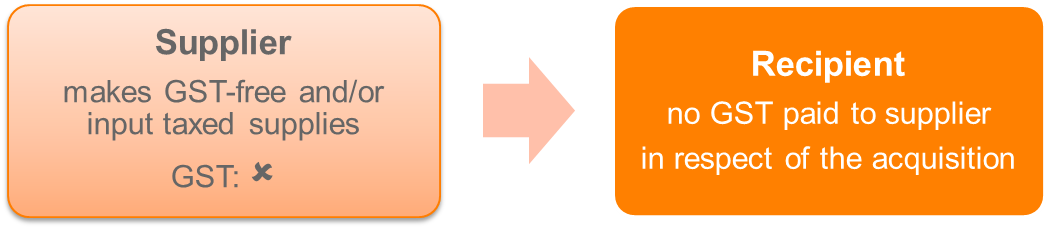 Supplier
makes GST-free and/or
input taxed supplies
GST: ✘
Recipient
no GST paid to supplier
in respect of the acquisition